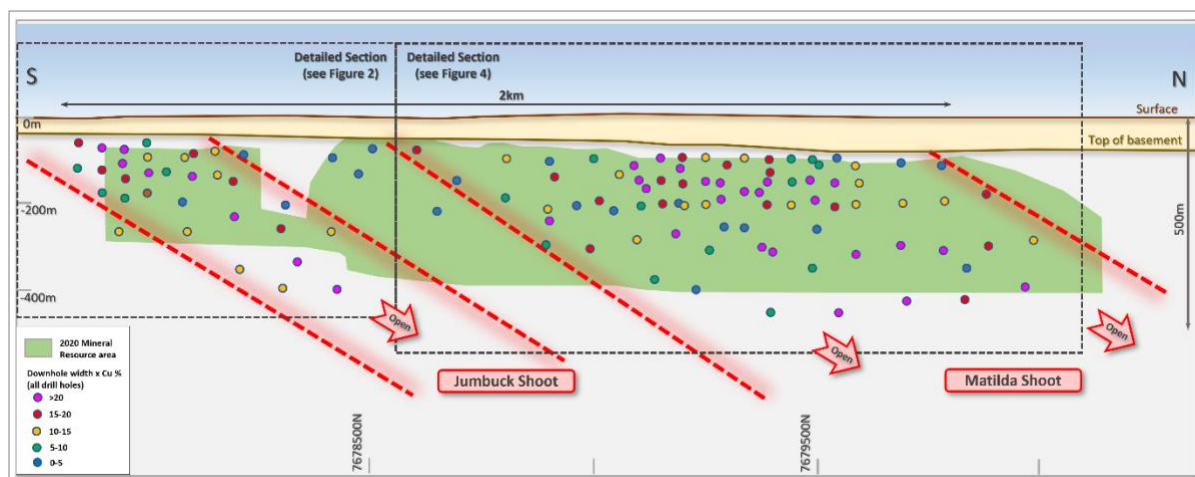 S
Detailed Section
(see Figure 2)
Detailed Section
(see Figure 4)
N
2km
Surface
0m
Top of basement
-200m
500m
-400m
Open
Open
Open
2020 Mineral
Resource area
Downhole width x Cu %
(all drill holes)
>20
15-20
10-15
5-10
0-5
Jumbuck Shoot
Matilda Shoot
7678500N
7679500N